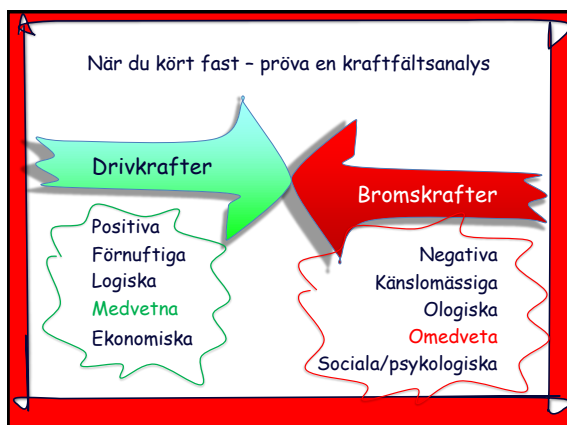 När du kört fast – pröva en kraftfältsanalys
Drivkrafter
Positiva
Förnuftiga
Logiska
Medvetna
Ekonomiska
Bromskrafter
Negativa
Känslomässiga
Ologiska
Omedveta
Sociala/psykologiska